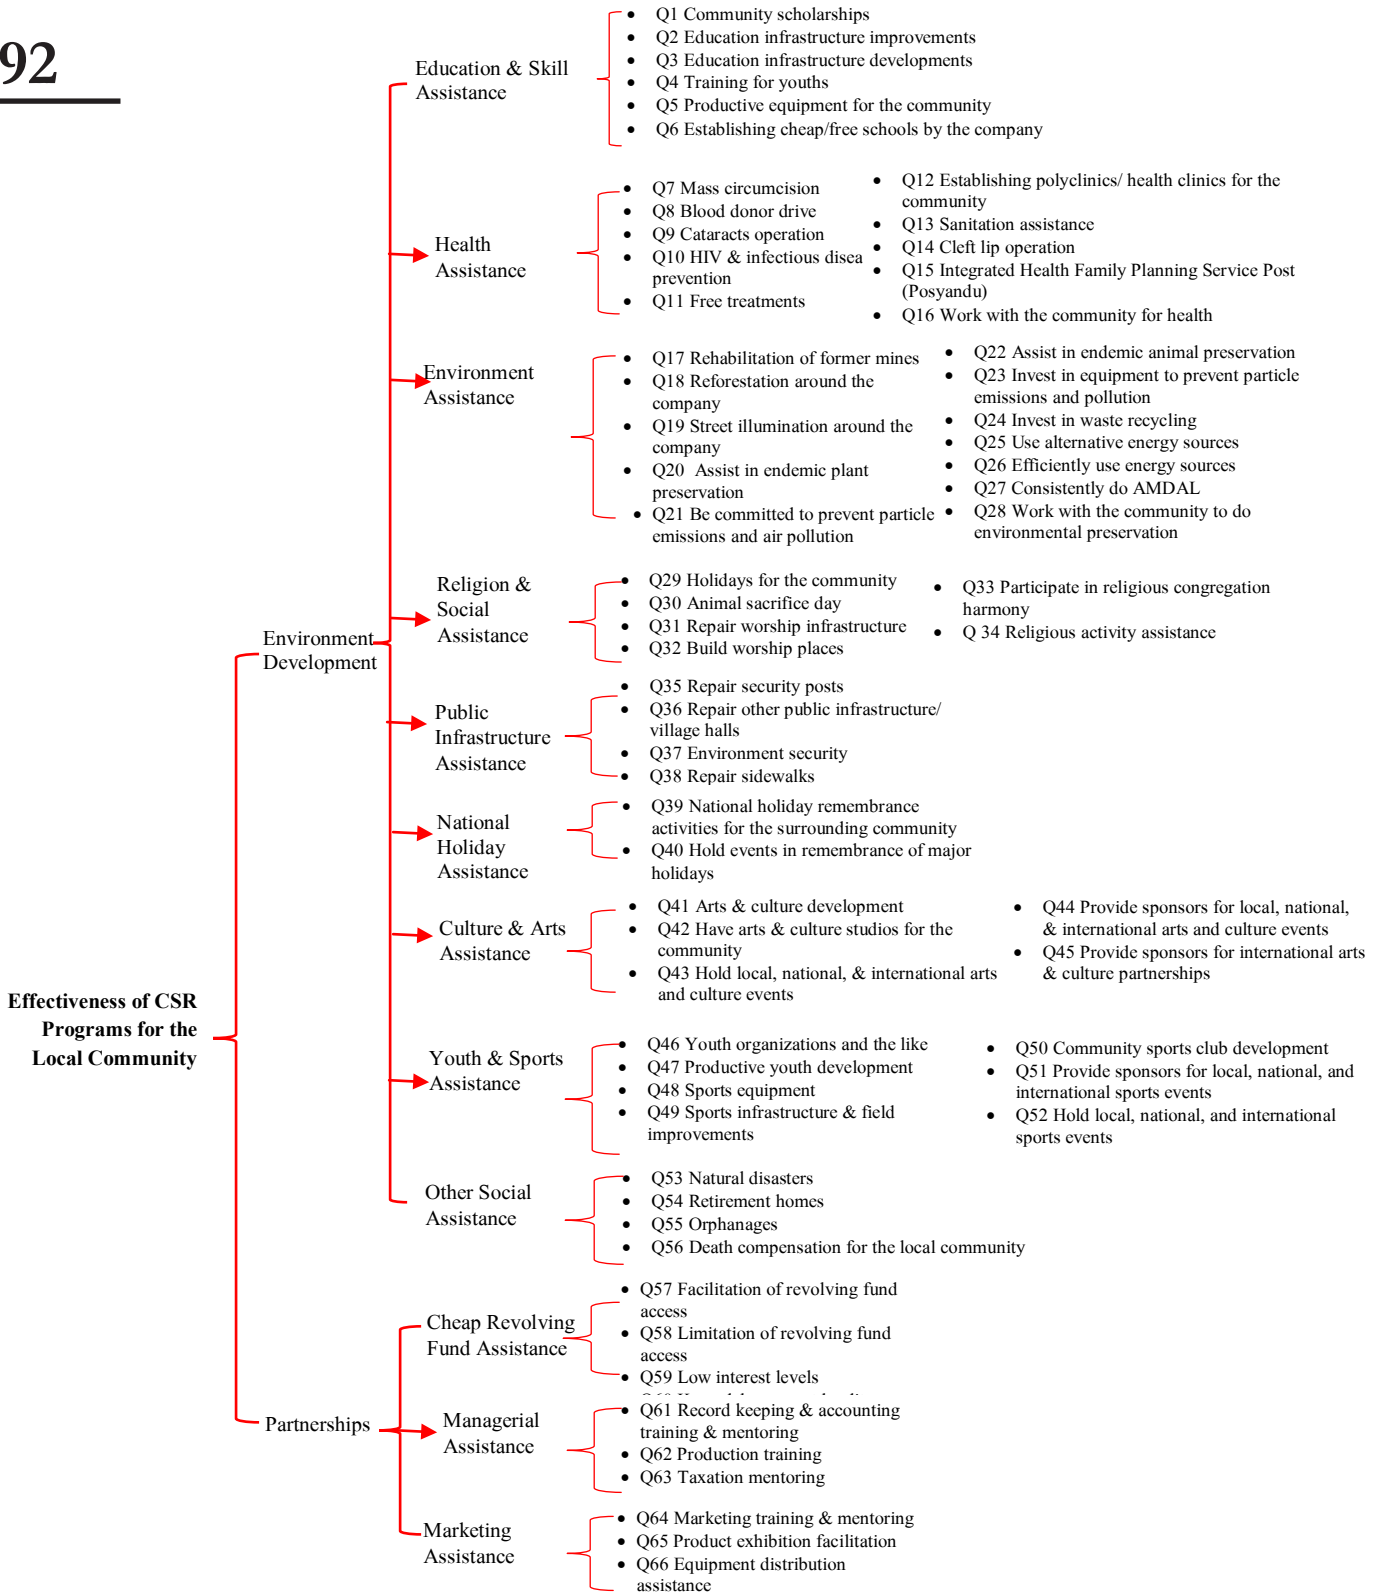 92
Q1 Community scholarships
Q2 Education infrastructure improvements
Q3 Education infrastructure developments
Q4 Training for youths
Q5 Productive equipment for the community
Q6 Establishing cheap/free schools by the company
Education & Skill
Assistance
Q7 Mass circumcision
Q8 Blood donor drive
Q9 Cataracts operation
Q10 HIV & infectious disea
prevention
Q11 Free treatments
Q12 Establishing polyclinics/ health clinics for the
community
Q13 Sanitation assistance
Q14 Cleft lip operation
Q15 Integrated Health Family Planning Service Post
(Posyandu)
Q16 Work with the community for health
Health
Assistance
Q17 Rehabilitation of former mines
Q18 Reforestation around the
company
Q19 Street illumination around the
company
Q20 Assist in endemic plant
preservation
Q21 Be committed to prevent particle
emissions and air pollution
Q22 Assist in endemic animal preservation
Q23 Invest in equipment to prevent particle
emissions and pollution
Q24 Invest in waste recycling
Q25 Use alternative energy sources
Q26 Efficiently use energy sources
Q27 Consistently do AMDAL
Q28 Work with the community to do
environmental preservation
Environment
Assistance
Q29 Holidays for the community
Q30 Animal sacrifice day
Q31 Repair worship infrastructure
Q32 Build worship places
Q33 Participate in religious congregation
harmony
Q 34 Religious activity assistance
Religion &
Social
Assistance
Environment
Development
Q35 Repair security posts
Q36 Repair other public infrastructure/
village halls
Q37 Environment security
Q38 Repair sidewalks
Public
Infrastructure
Assistance
Q39 National holiday remembrance
activities for the surrounding community
Q40 Hold events in remembrance of major
holidays
National
Holiday
Assistance
Q41 Arts & culture development
Q42 Have arts & culture studios for the
community
Q43 Hold local, national, & international arts
and culture events
Q44 Provide sponsors for local, national,
& international arts and culture events
Q45 Provide sponsors for international arts
& culture partnerships
Culture & Arts
Assistance
Effectiveness of CSR
Programs for the
Local Community
Q46 Youth organizations and the like
Q47 Productive youth development
Q48 Sports equipment
Q49 Sports infrastructure & field
improvements
Q50 Community sports club development
Q51 Provide sponsors for local, national, and
international sports events
Q52 Hold local, national, and international
sports events
Youth & Sports
Assistance
Q53 Natural disasters
Q54 Retirement homes
Q55 Orphanages
Q56 Death compensation for the local community
Other Social
Assistance
Q57 Facilitation of revolving fund
access
Q58 Limitation of revolving fund
access
Q59 Low interest levels
Cheap Revolving
Fund Assistance
Partnerships
Q61 Record keeping & accounting
training & mentoring
Q62 Production training
Q63 Taxation mentoring
Managerial
Assistance
Q64 Marketing training & mentoring
Q65 Product exhibition facilitation
Q66 Equipment distribution
assistance
Marketing
Assistance